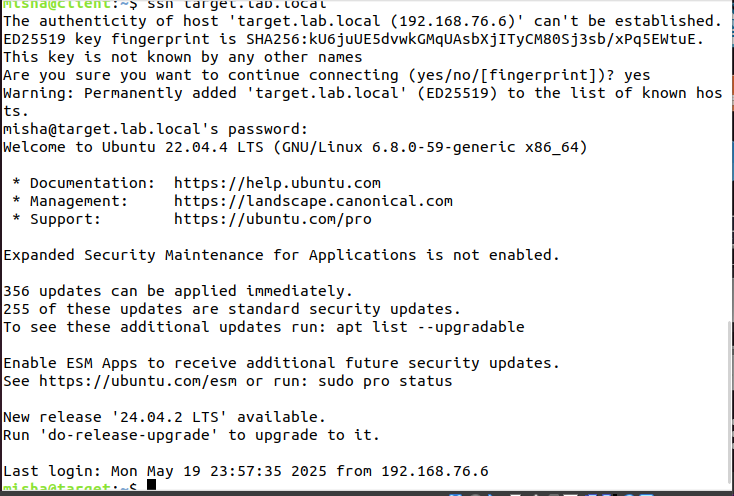 misha@client:~$ ssh target.lab.local
The authenticity of host 'target.lab.local (192.168.76.6)' can't be established.
ED25519 key fingerprint is SHA256:kU6juUE5dvwkGMqUAsbXjITyCM80Sj3sb/xPq5EWtuE.
This key is not known by any other names
Are you sure you want to continue connecting (yes/no/[fingerprint])? yes
Warning: Permanently added 'target.lab.local' (ED25519) to the list of known hos
ts.
misha@target.lab.local's password:
Welcome to Ubuntu 22.04.4 LTS (GNU/Linux 6.8.0-59-generic x86_64)
* Documentation:  https://help.ubuntu.com
* Management:     https://landscape.canonical.com
* Support:        https://ubuntu.com/pro
Expanded Security Maintenance for Applications is not enabled.
356 updates can be applied immediately.
255 of these updates are standard security updates.
To see these additional updates run: apt list --upgradable
Enable ESM Apps to receive additional future security updates.
See https://ubuntu.com/esm or run: sudo pro status
New release '24.04.2 LTS' available.
Run 'do-release-upgrade' to upgrade to it.
Last login: Mon May 19 23:57:35 2025 from 192.168.76.6
misha@target:~$